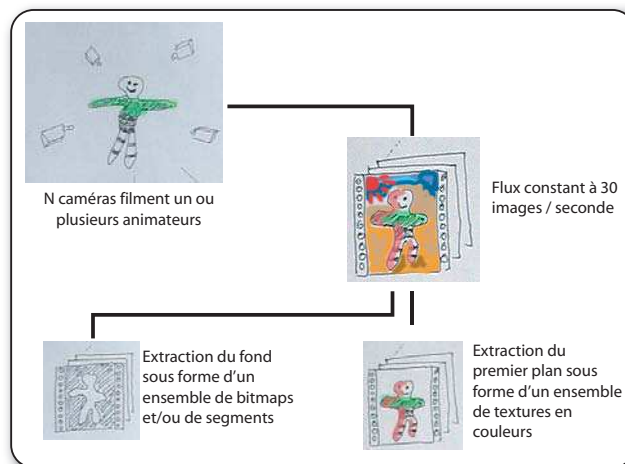 N caméras filment un ou
plusieurs animateurs
Flux constant à 30
images / seconde
Extraction du fond
sous forme d'un
ensemble de bitmaps
et/ou de segments
Extraction du
premier plan sous
forme d'un ensemble
de textures en
couleurs